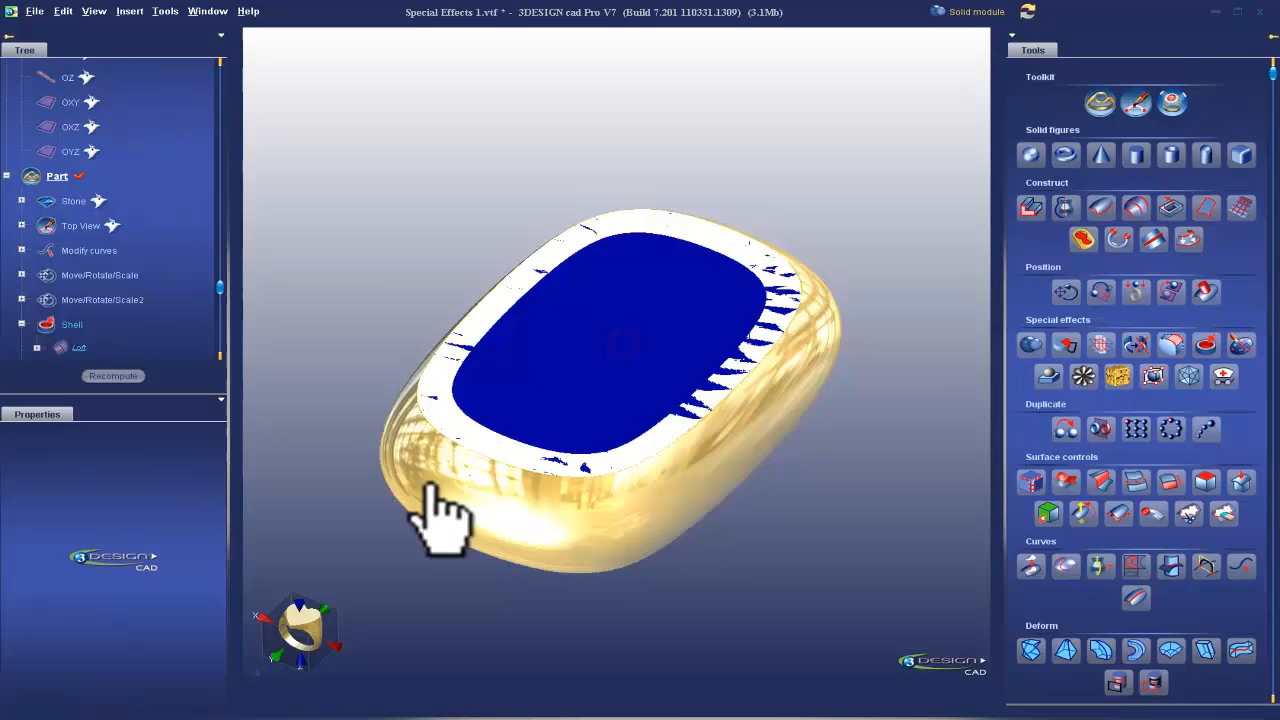 File Edit View Insert Tools Window Help
Special Effects 1.vtf * - 3DESIGN cad Pro V7 (Build 7.201 110331.1309) (3.1Mb)
Solid module
Tree
OZ
OXY
OXZ
OYZ
Part
Stone
Top View
Modify curves
Move/Rotate/Scale
Move/Rotate/Scale2
Shell
Loft
Recompute
Properties
3DESIGN
CAD
X
Y
Z
3DESIGN
CAD
Tools
Toolkit
Solid figures
Construct
Position
Special effects
Duplicate
Surface controls
Curves
Deform